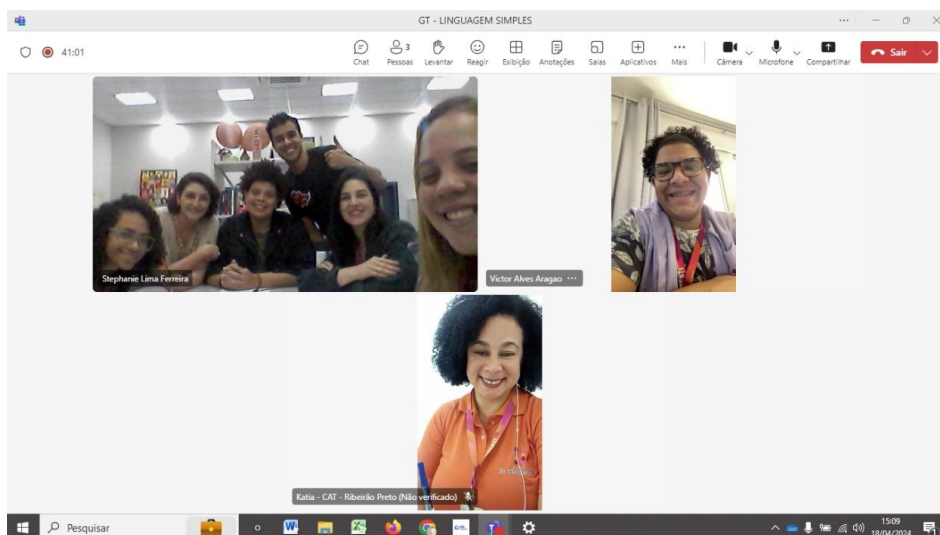 GT - LINGUAGEM SIMPLES
41:01
3
Chat Pessoas Levantar Reagir Exibição Anotações Salas Aplicativos Mais Câmera Microfone Compartilhar Sair
Stephanie Lima Ferreira
Victor Alves Aragao
Katia - CAT - Ribeirão Preto (Não verificado)
Pesquisar
15:09
18/04/2024